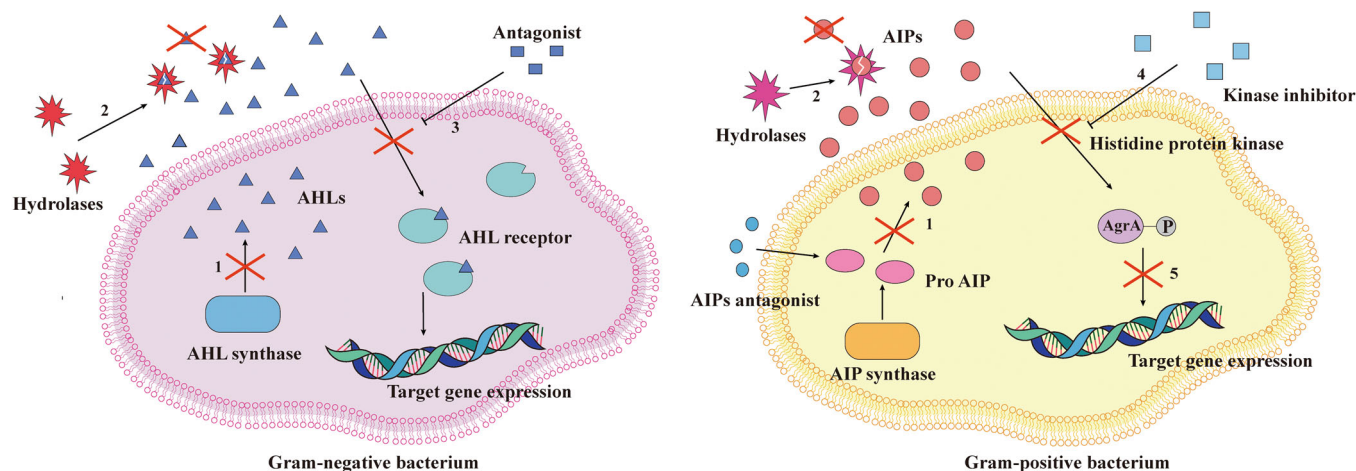 Antagonist
2
3
Hydrolases
AHLs
AHL receptor
1
AHL synthase
Target gene expression
Gram-negative bacterium
AIPs
4
2
Kinase inhibitor
Hydrolases
Histidine protein kinase
1
AgrA
P
5
AIPs antagonist
Pro AIP
AIP synthase
Target gene expression
Gram-positive bacterium